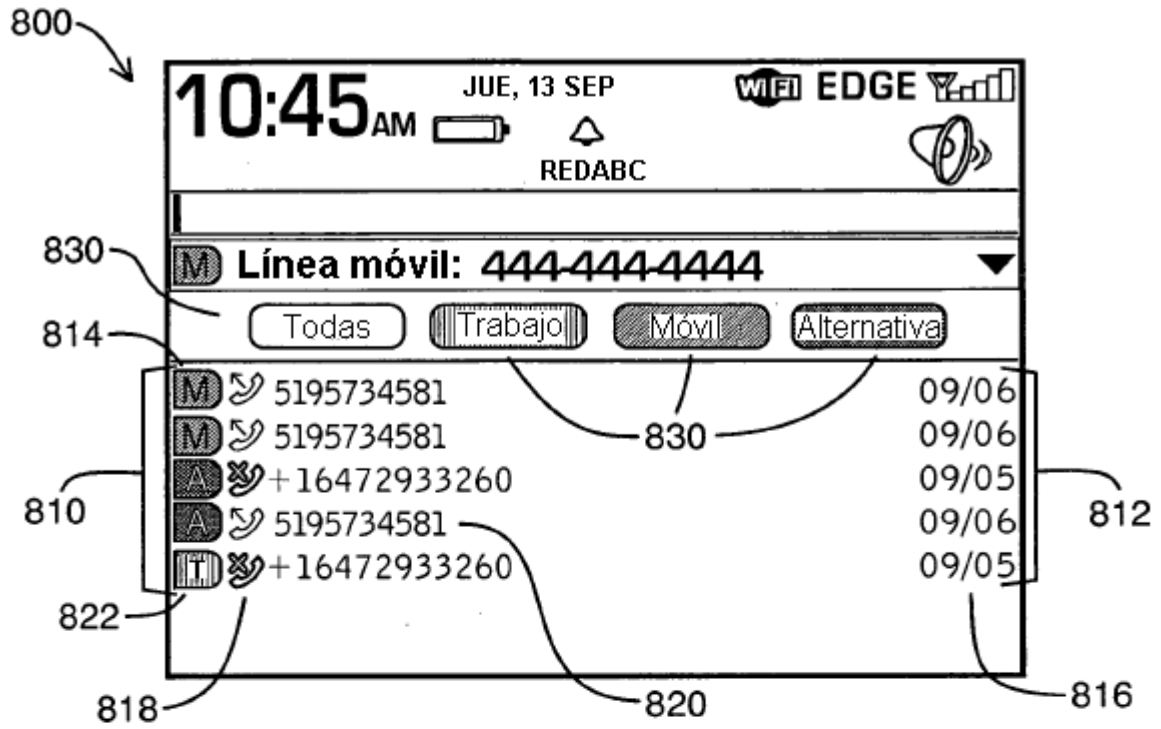 800
10:45 AM JUE, 13 SEP WIFI EDGE
REDABC
830 M Línea móvil: 444-444-4444
Todas Trabajo Móvil Alternativa
814
M 5195734581 09/06
M 5195734581 09/06
830
A +16472933260 09/05
810 812
A 5195734581 09/06
T +16472933260 09/05
822
818 820 816